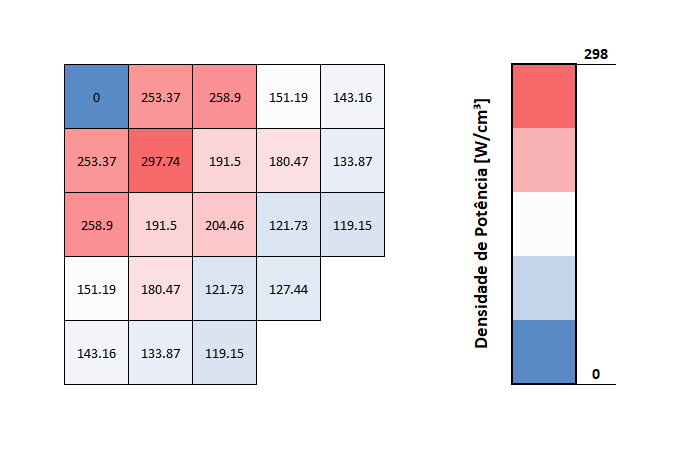 0 253.37 258.9 151.19 143.16
253.37 297.74 191.5 180.47 133.87
258.9 191.5 204.46 121.73 119.15
151.19 180.47 121.73 127.44
143.16 133.87 119.15
Densidade de Potência [W/cm³]
298
0